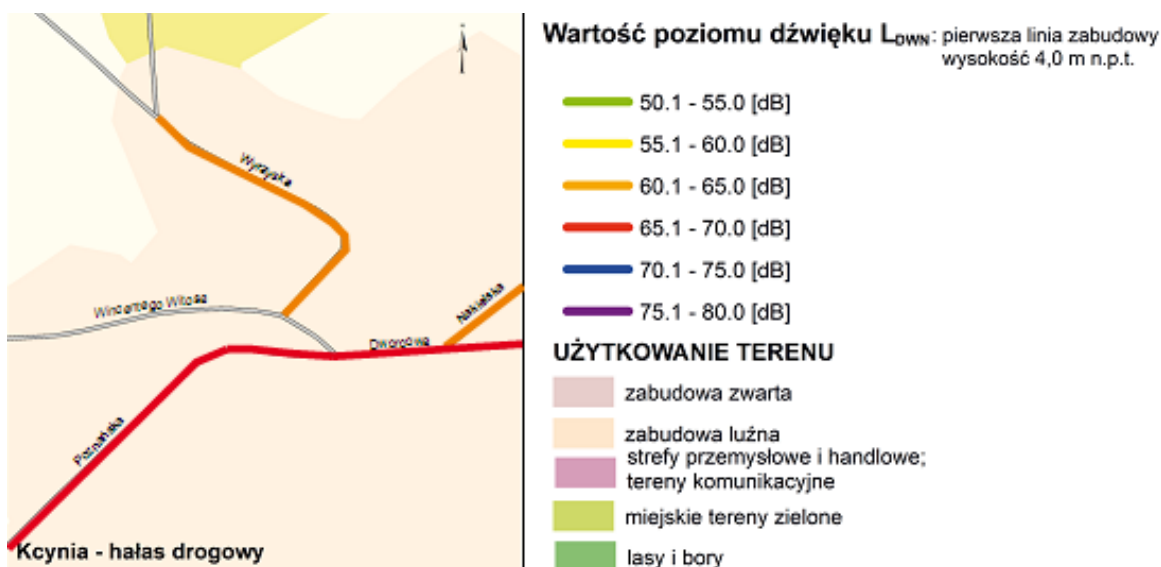 Wyrzyska
Wincentego Witosa
Nakielska
Dworcowa
Poznańska
Kcynia - hałas drogowy
Wartość poziomu dźwięku LDWN: pierwsza linia zabudowy
wysokość 4,0 m n.p.t.
50.1 - 55.0 [dB]
55.1 - 60.0 [dB]
60.1 - 65.0 [dB]
65.1 - 70.0 [dB]
70.1 - 75.0 [dB]
75.1 - 80.0 [dB]
UŻYTKOWANIE TERENU
zabudowa zwarta
zabudowa luźna
strefy przemysłowe i handlowe;
tereny komunikacyjne
miejskie tereny zielone
lasy i bory